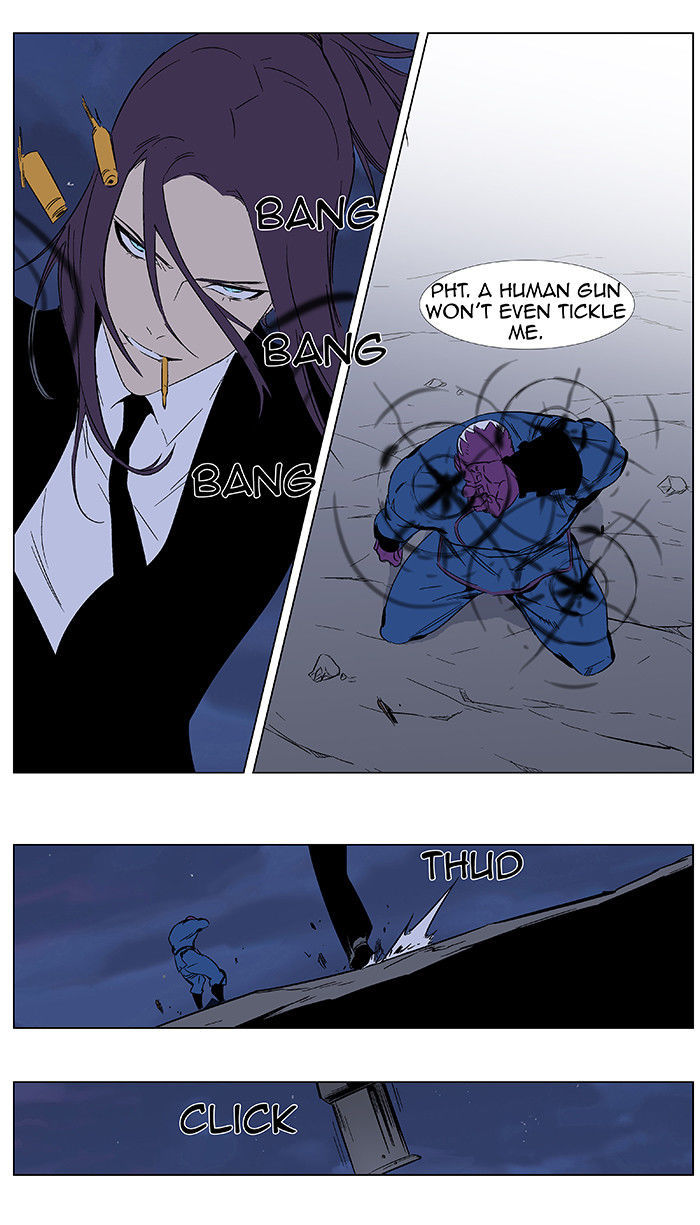 BANG
BANG
BANG
PHT. A HUMAN GUN
WON'T EVEN TICKLE
ME.
THUD
CLICK